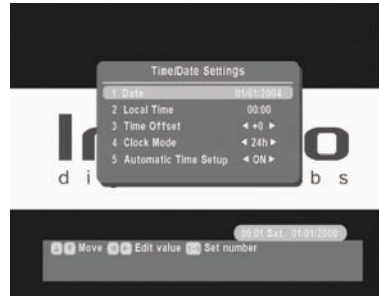 Time/Date Settings
1 Date 01/01/2004
2 Local Time 00:00
3 Time Offset ◄ +0 ►
4 Clock Mode ◄ 24h ►
5 Automatic Time Setup ◄ ON ►
d i b s
00:01 Sat. 01/01/2000
Move Edit value Set number